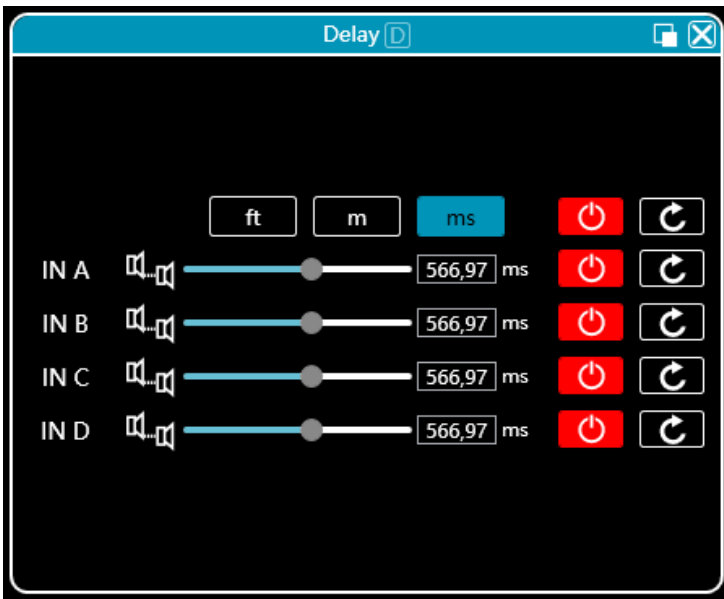 Delay D
ft m ms
IN A 566,97 ms
IN B 566,97 ms
IN C 566,97 ms
IN D 566,97 ms